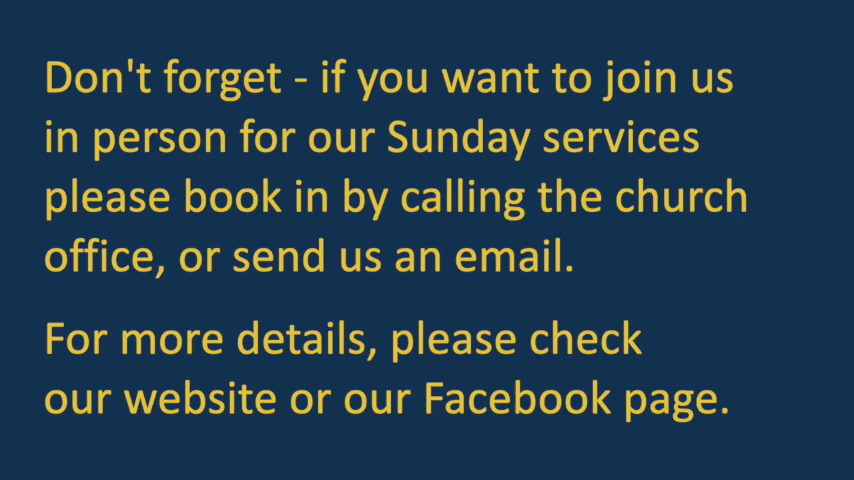 Don't forget - if you want to join us
in person for our Sunday services
please book in by calling the church
office, or send us an email.
For more details, please check
our website or our Facebook page.